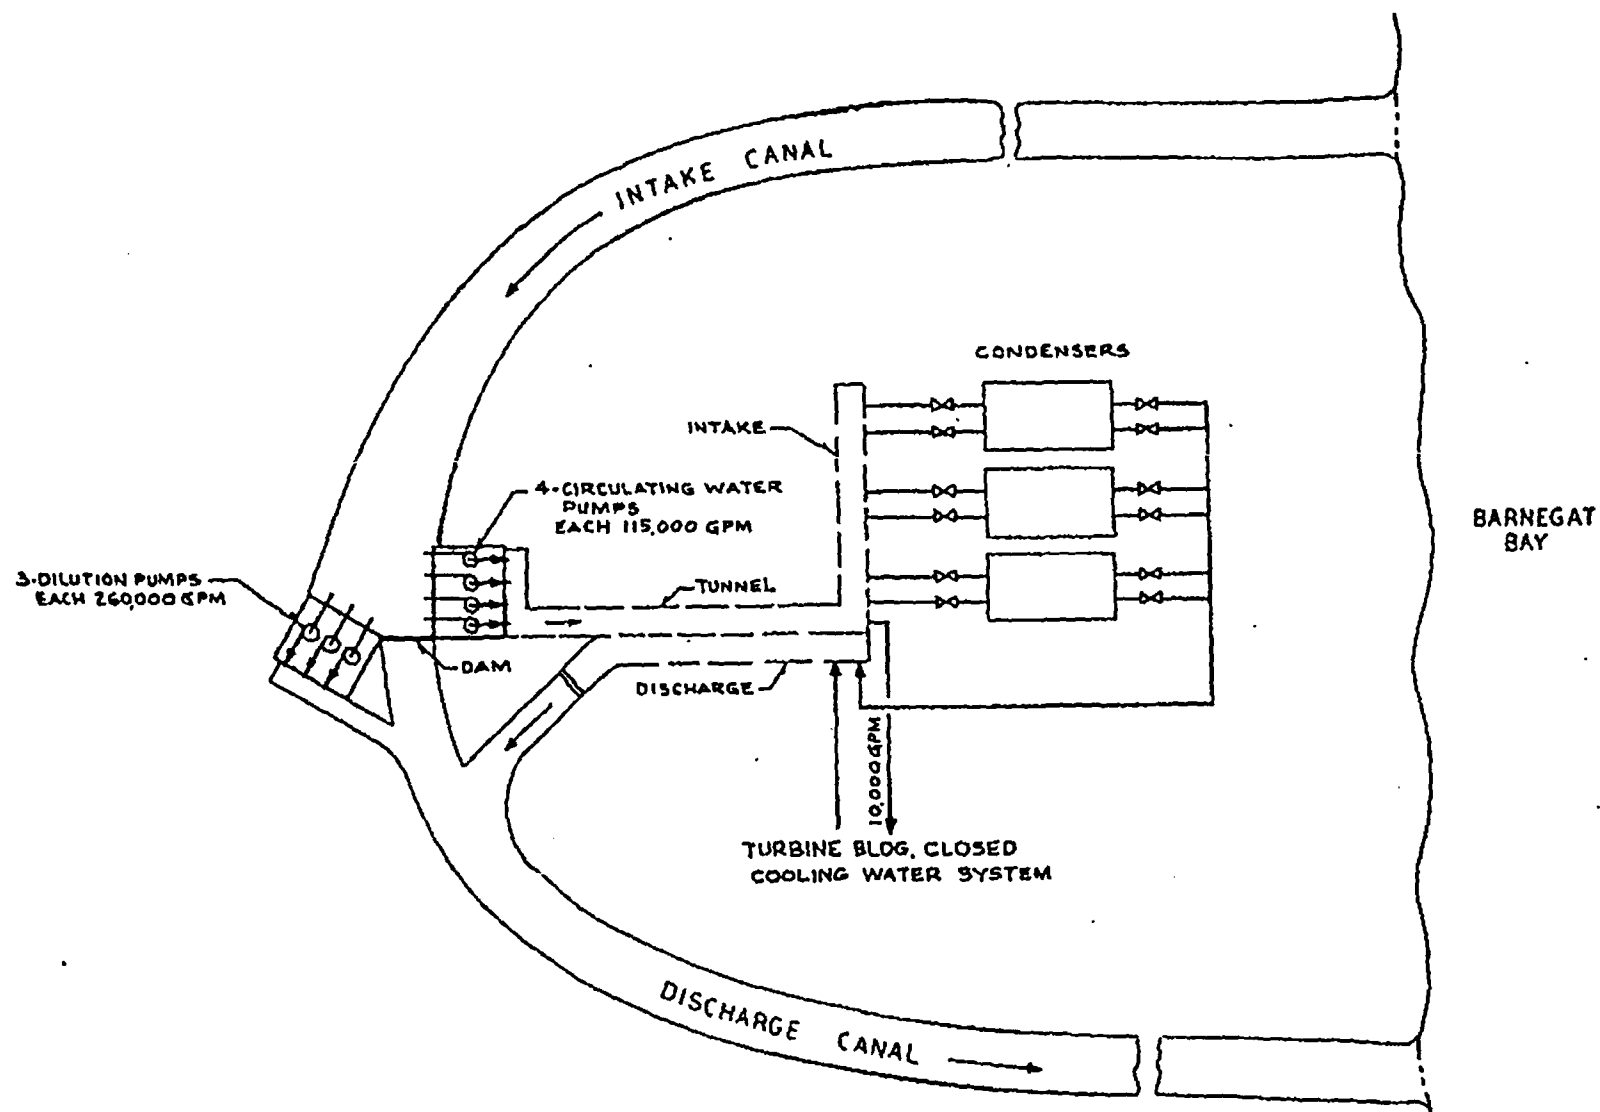 INTAKE CANAL
CONDENSERS
INTAKE
4-CIRCULATING WATER
PUMPS
EACH 115,000 GPM
BARNEGAT
BAY
3-DILUTION PUMPS
EACH 260,000 GPM
TUNNEL
DAM
DISCHARGE
10,000 GPM
TURBINE BLDG. CLOSED
COOLING WATER SYSTEM
DISCHARGE CANAL